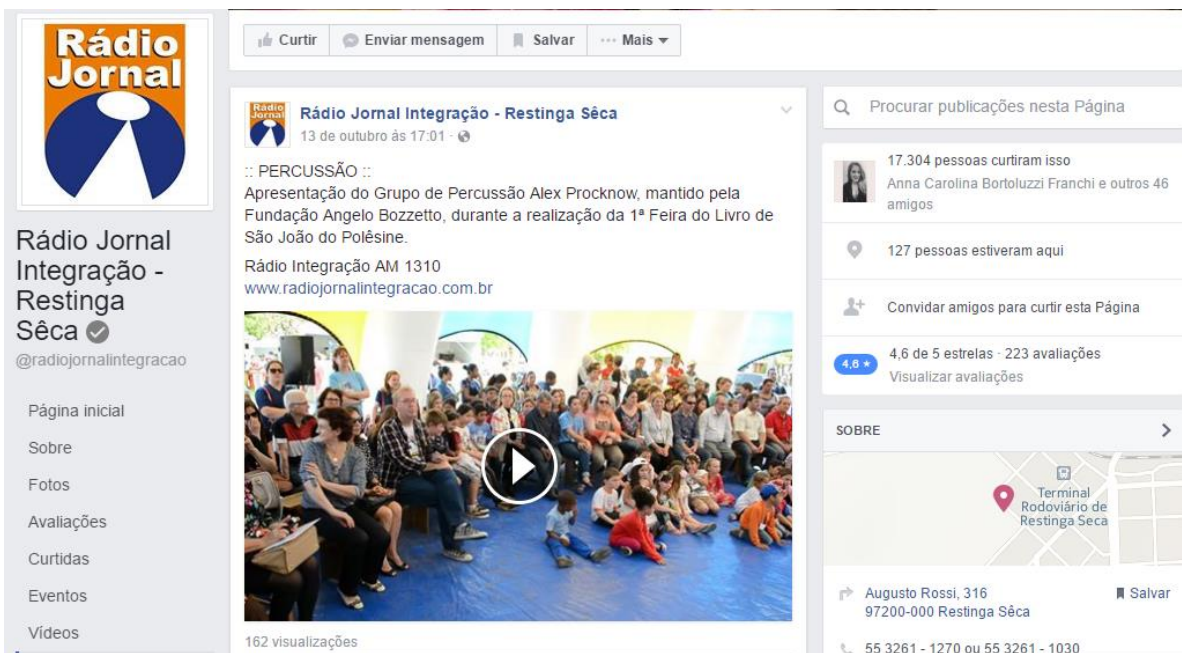 Rádio
Jornal
Rádio Jornal
Integração -
Restinga
Sêca
@radiojornalintegracao
Página inicial
Sobre
Fotos
Avaliações
Curtidas
Eventos
Vídeos
Curtir
Enviar mensagem
Salvar
Mais
Rádio
Jornal
Rádio Jornal Integração - Restinga Sêca
13 de outubro às 17:01 ·
:: PERCUSSÃO ::
Apresentação do Grupo de Percussão Alex Procknow, mantido pela
Fundação Angelo Bozzetto, durante a realização da 1ª Feira do Livro de
São João do Polêsine.
Rádio Integração AM 1310
www.radiojornalintegracao.com.br
162 visualizações
Procurar publicações nesta Página
17.304 pessoas curtiram isso
Anna Carolina Bortoluzzi Franchi e outros 46
amigos
127 pessoas estiveram aqui
Convidar amigos para curtir esta Página
4,6 ★
4,6 de 5 estrelas · 223 avaliações
Visualizar avaliações
SOBRE
Terminal
Rodoviário de
Restinga Seca
Augusto Rossi, 316
97200-000 Restinga Sêca
Salvar
55 3261 - 1270 ou 55 3261 - 1030